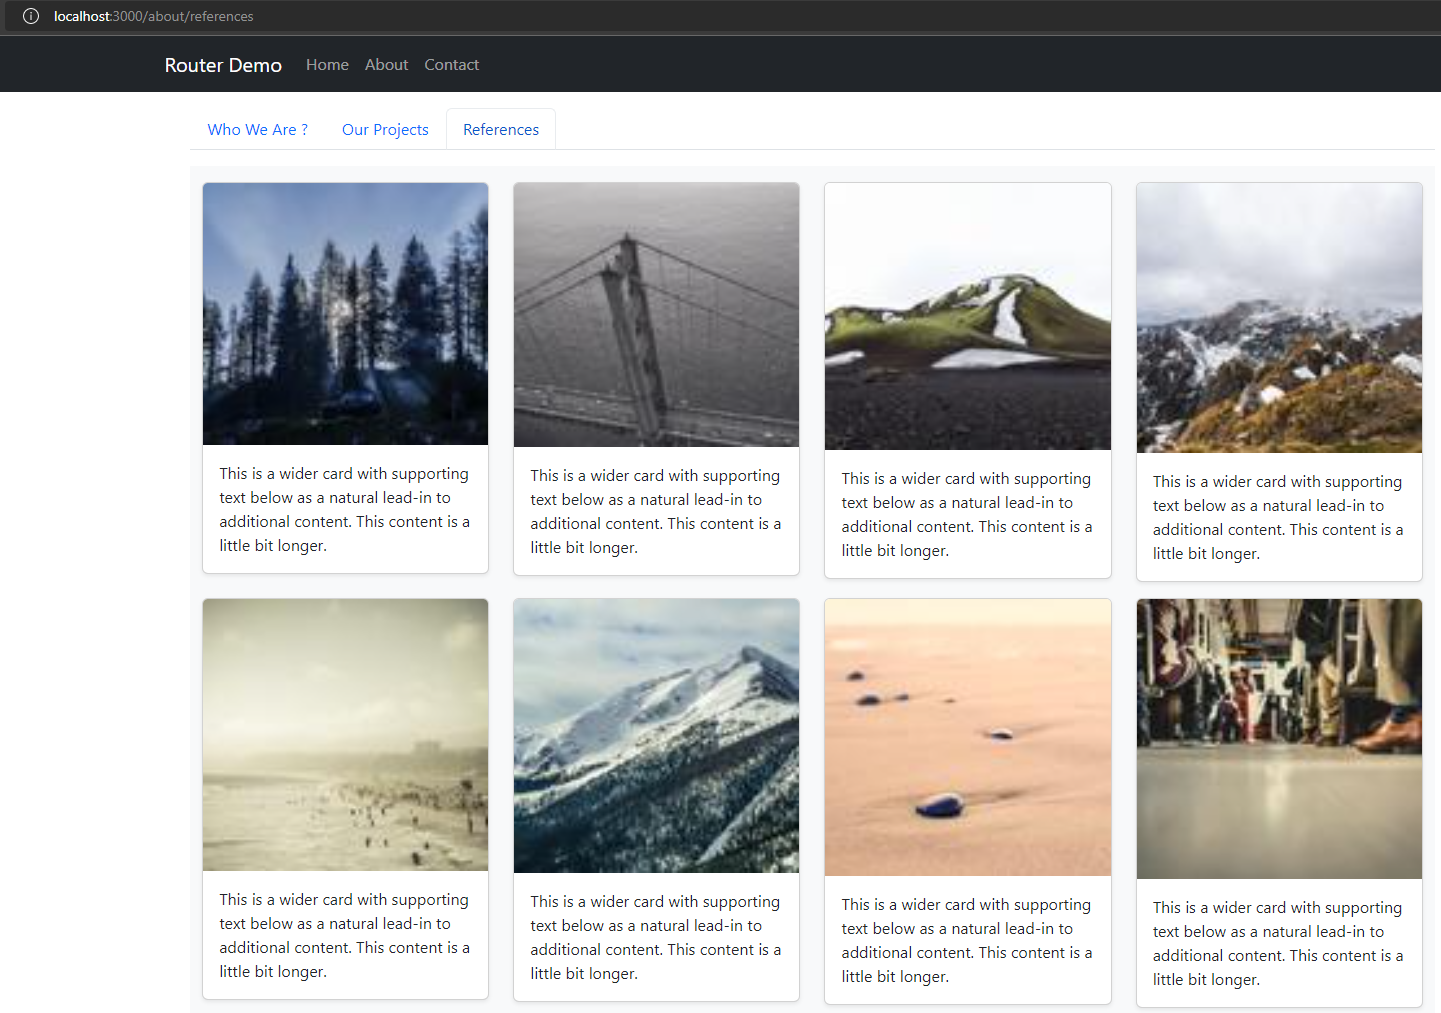 localhost:3000/about/references
Router Demo Home About Contact
Who We Are ? Our Projects References
This is a wider card with supporting
text below as a natural lead-in to
additional content. This content is a
little bit longer.
This is a wider card with supporting
text below as a natural lead-in to
additional content. This content is a
little bit longer.
This is a wider card with supporting
text below as a natural lead-in to
additional content. This content is a
little bit longer.
This is a wider card with supporting
text below as a natural lead-in to
additional content. This content is a
little bit longer.
This is a wider card with supporting
text below as a natural lead-in to
additional content. This content is a
little bit longer.
This is a wider card with supporting
text below as a natural lead-in to
additional content. This content is a
little bit longer.
This is a wider card with supporting
text below as a natural lead-in to
additional content. This content is a
little bit longer.
This is a wider card with supporting
text below as a natural lead-in to
additional content. This content is a
little bit longer.